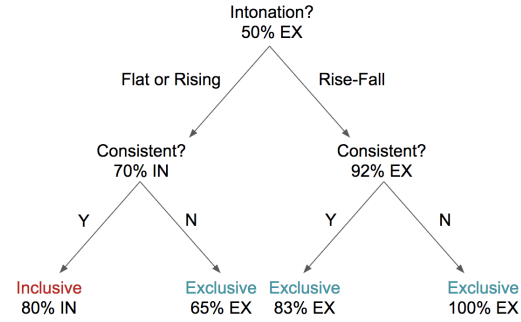 Intonation?
50% EX
Flat or Rising
Rise-Fall
Consistent?
70% IN
Consistent?
92% EX
Y
N
Y
N
Inclusive
80% IN
Exclusive
65% EX
Exclusive
83% EX
Exclusive
100% EX